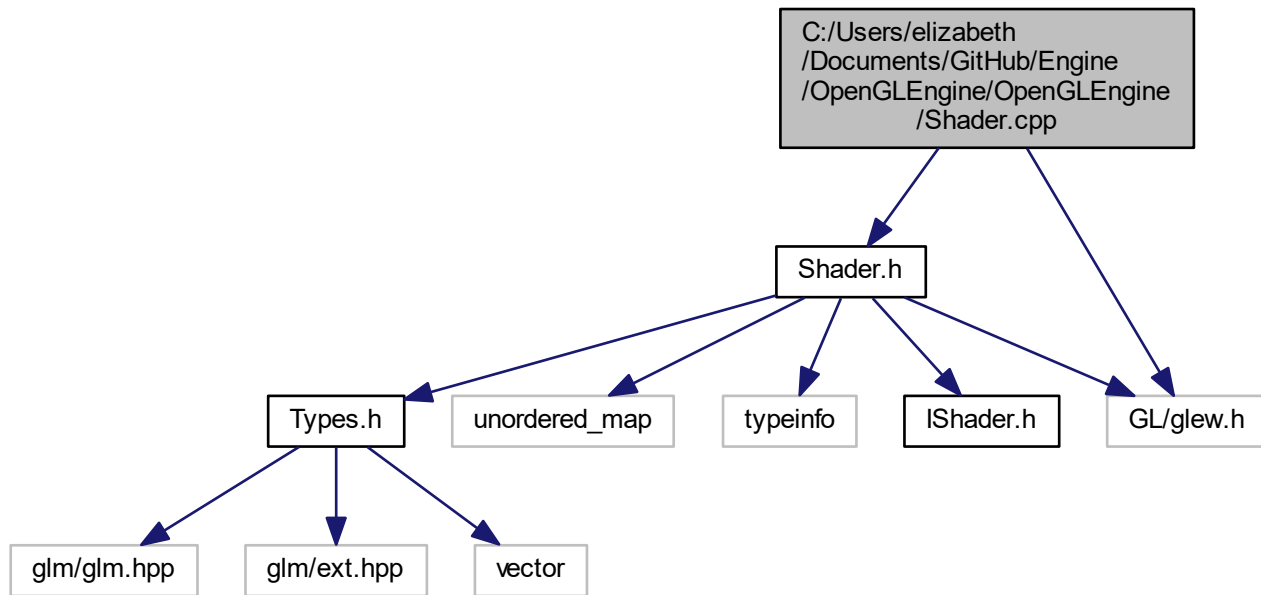 C:/Users/elizabeth
/Documents/GitHub/Engine
/OpenGLEngine/OpenGLEngine
/Shader.cpp
Shader.h
Types.h
unordered_map
typeinfo
IShader.h
GL/glew.h
glm/glm.hpp
glm/ext.hpp
vector